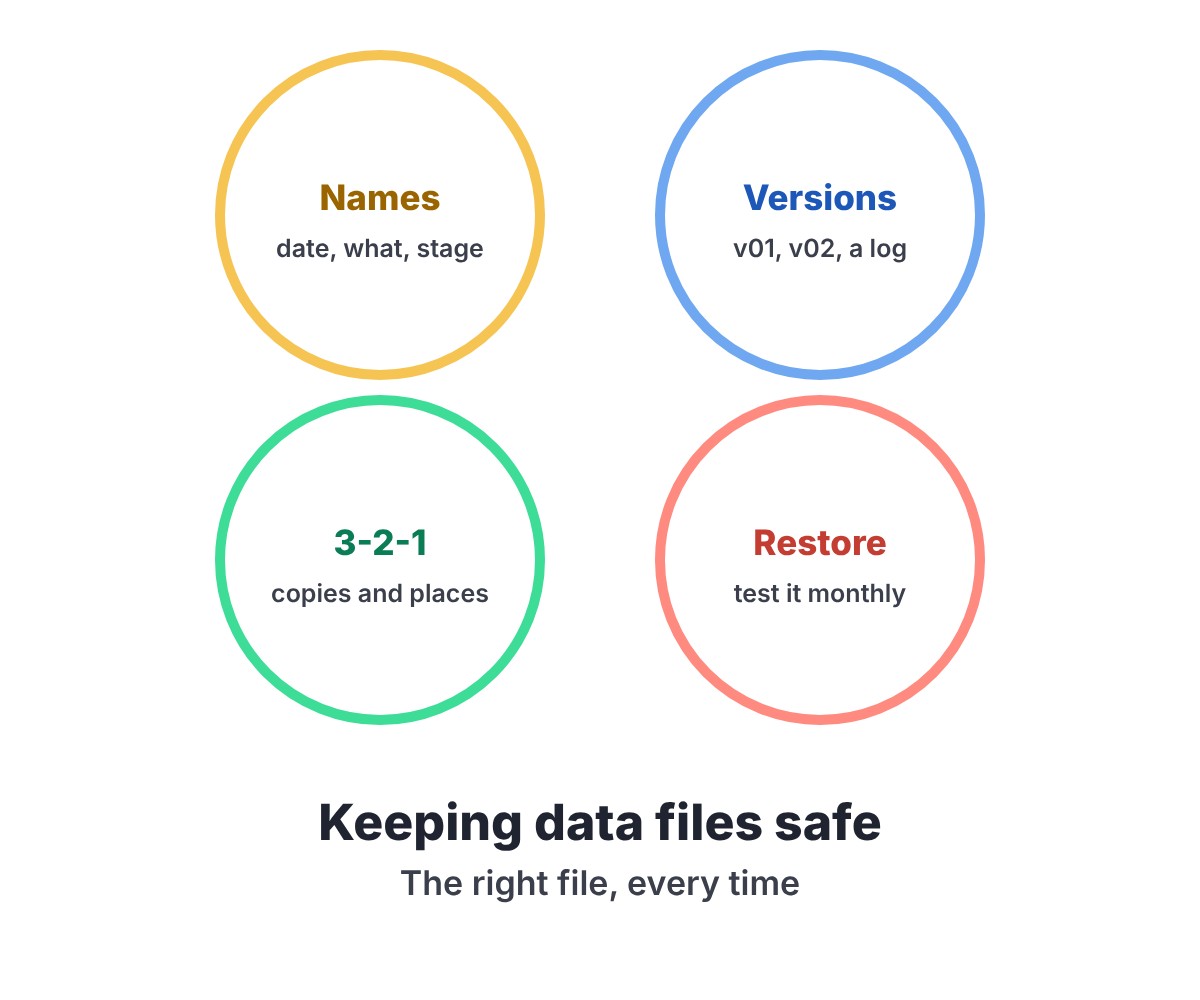 Names
date, what, stage
Versions
v01, v02, a log
3-2-1
copies and places
Restore
test it monthly
Keeping data files safe
The right file, every time